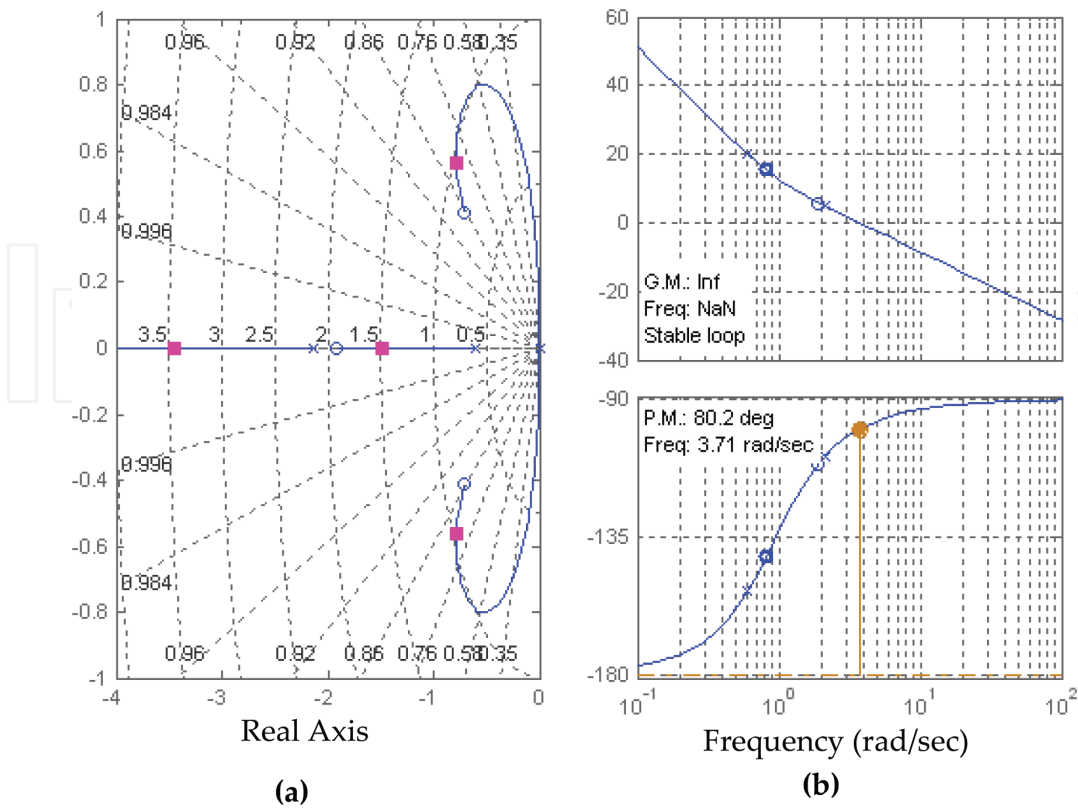 1
0.8
0.6
0.4
0.2
0
-0.2
-0.4
-0.6
-0.8
-1
0.96 0.92 0.86 0.76 0.58 0.35
0.984
0.996
3.5 3 2.5 2 1.5 1 0.5
0.996
0.984
0.96 0.92 0.86 0.76 0.58 0.35
-4 -3 -2 -1 0
Real Axis
(a)
60
40
20
0
-20
-40
G.M.: Inf
Freq: NaN
Stable loop
-90
-135
-180
P.M.: 80.2 deg
Freq: 3.71 rad/sec
10^-1 10^0 10^1 10^2
Frequency (rad/sec)
(b)